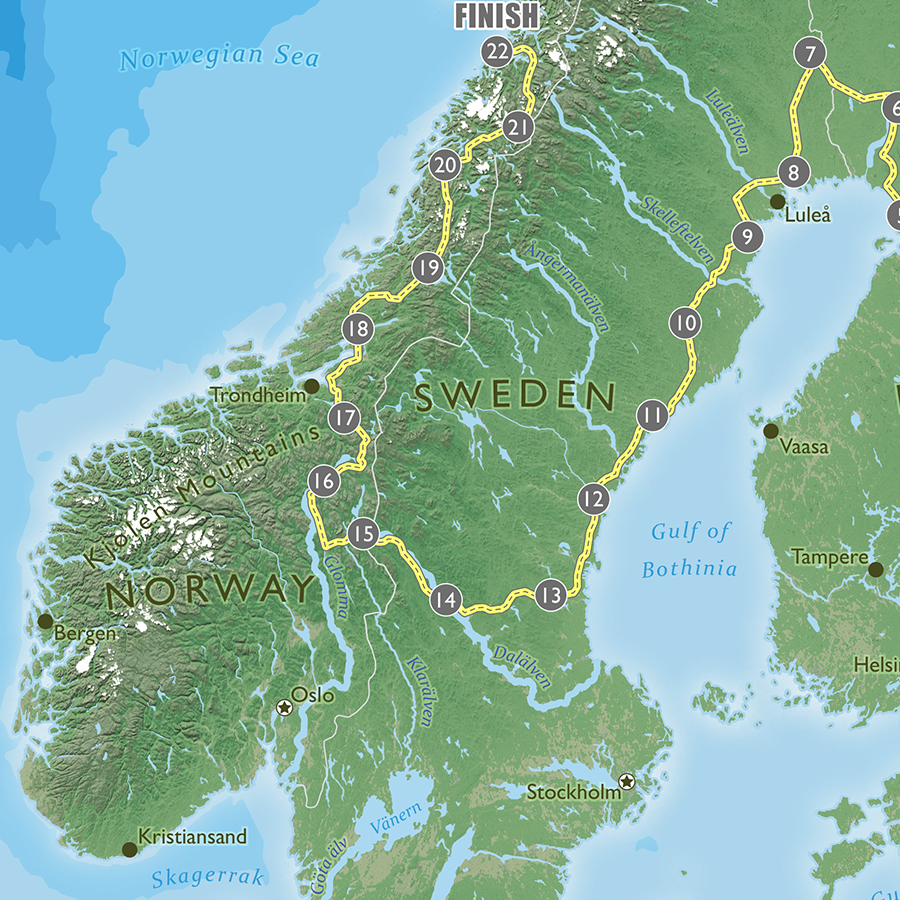 FINISH
22
Norwegian Sea
7
6
Luleälven
21
20
8
5
Luleå
Skelleftelven
9
Ångermanälven
19
10
18
Trondheim
SWEDEN
17
11
Vaasa
Kjølen Mountains
16
12
15
Gulf of
Bothinia
Tampere
NORWAY
Glomma
14
13
Bergen
Klarälven
Dalälven
Helsin
Oslo
Stockholm
Vänern
Kristiansand
Göta älv
Skagerrak